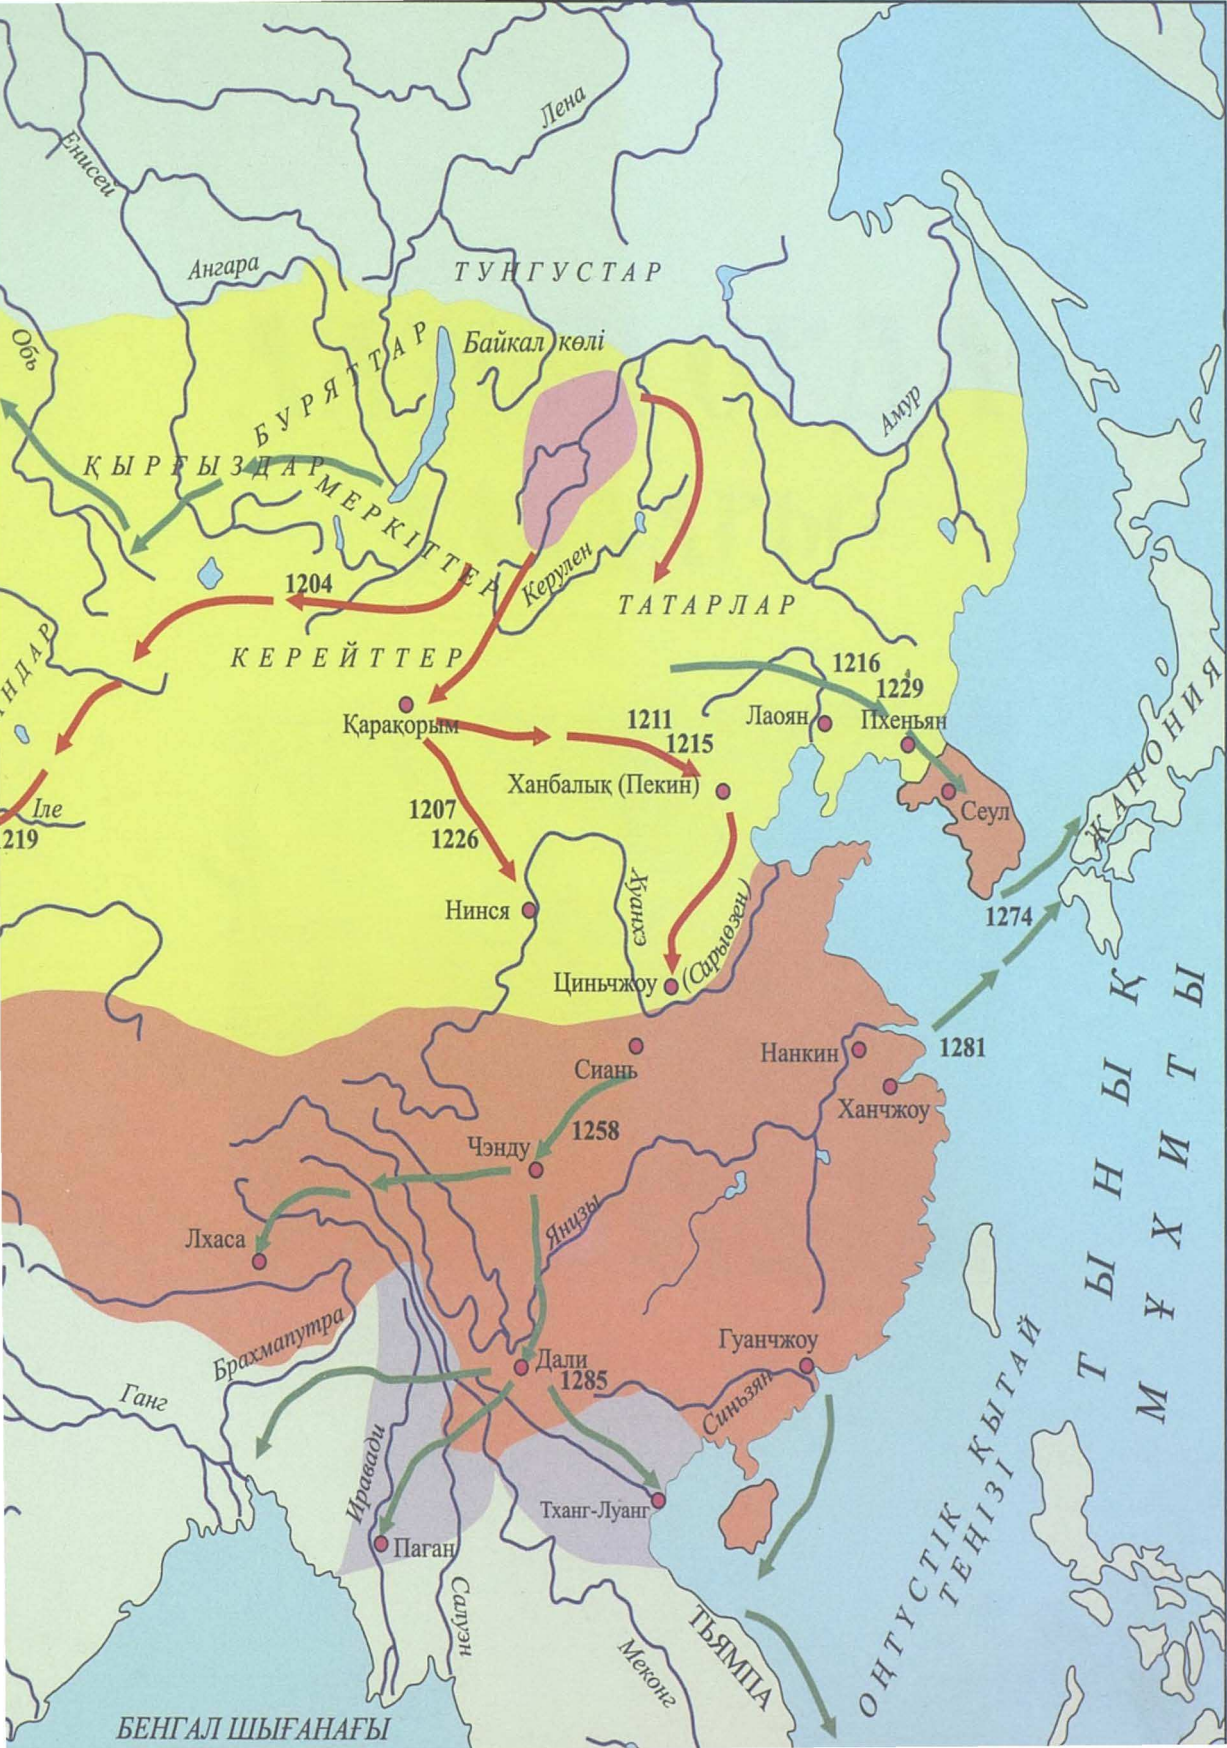 Лена
Енисей
Ангара
ТУНГУСТАР
Обь
Байкал көлі
БУРЯТТАР
Амур
ҚЫРҒЫЗДАР
МЕРКІТТЕР
Керулен
1204
ТАТАРЛАР
КЕРЕЙТТЕР
НДАР
1216
1229
Қарақорым
1211
1215
Лаоян
Пхеньян
ЖАПОНИЯ
Ханбалық (Пекин)
Сеул
Іле
1219
1207
1226
Хуанхэ
Нинся
1274
(Сарыөзен)
Циньчжоу
ТЫНЫҚ
МҰХИТЫ
1281
Сиань
Нанкин
Ханчжоу
1258
Чэнду
Янцзы
Лхаса
Брахмапутра
Гуанчжоу
Дали
1285
Синьзян
Ганг
Иравади
Тханг-Луанг
Паган
ОҢТҮСТІК ҚЫТАЙ
ТЕҢІЗІ
Салуэн
Меконг
ТЬЯМПА
БЕНГАЛ ШЫҒАНАҒЫ